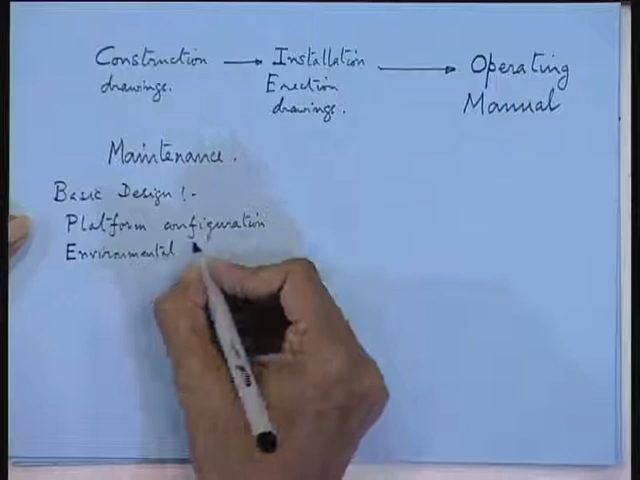 Construction → Installation → Operating
drawings. Erection Manual
drawings.
Maintenance.
Basic Design :-
Platform configuration
Environmental